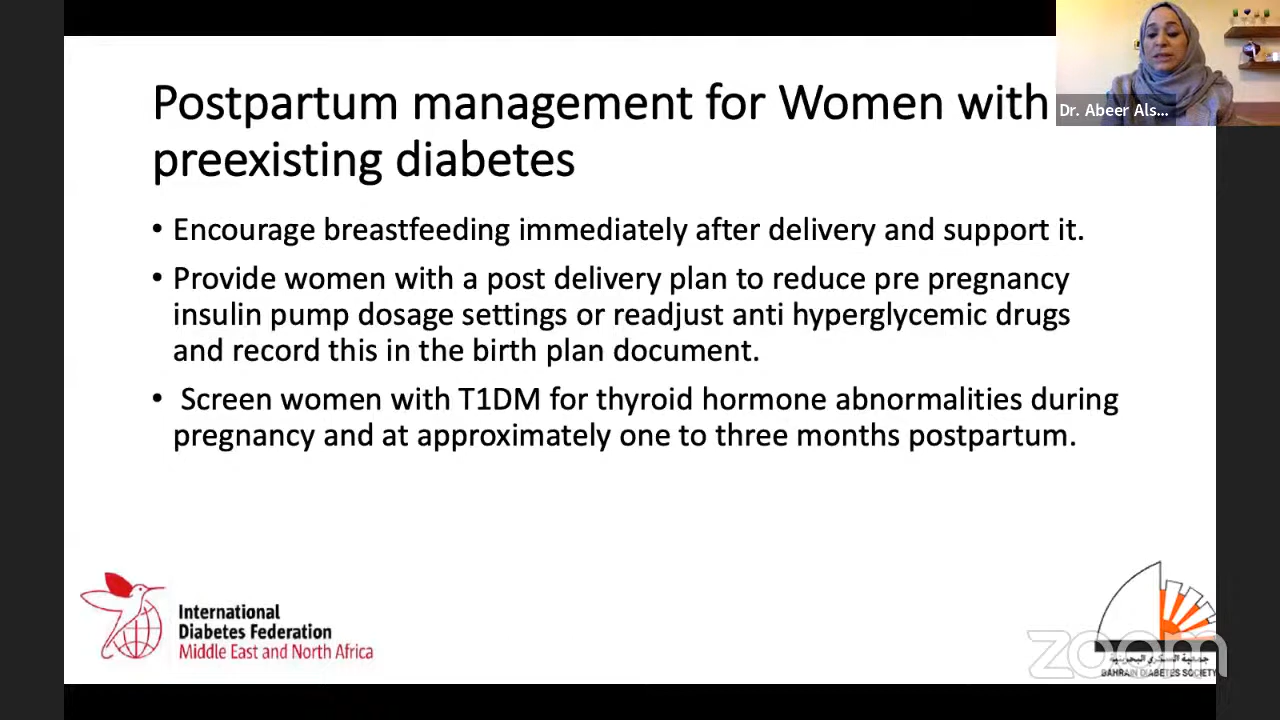 Postpartum management for Women with
preexisting diabetes
Dr. Abeer Als...
• Encourage breastfeeding immediately after delivery and support it.
• Provide women with a post delivery plan to reduce pre pregnancy
insulin pump dosage settings or readjust anti hyperglycemic drugs
and record this in the birth plan document.
• Screen women with T1DM for thyroid hormone abnormalities during
pregnancy and at approximately one to three months postpartum.
International
Diabetes Federation
Middle East and North Africa
zoom
جمعية السكري البحرينية
BAHRAIN DIABETES SOCIETY